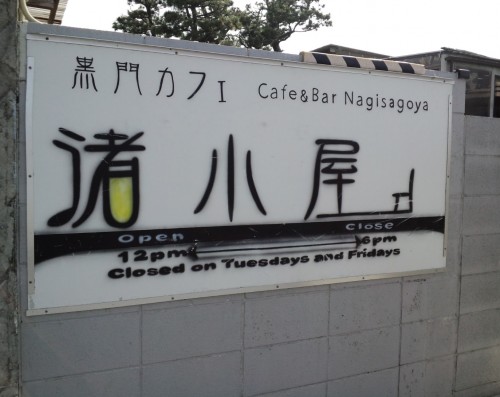 黒門カフェ Cafe&Bar Nagisagoya
渚小屋
Open Close
12pm 6pm
Closed on Tuesdays and Fridays